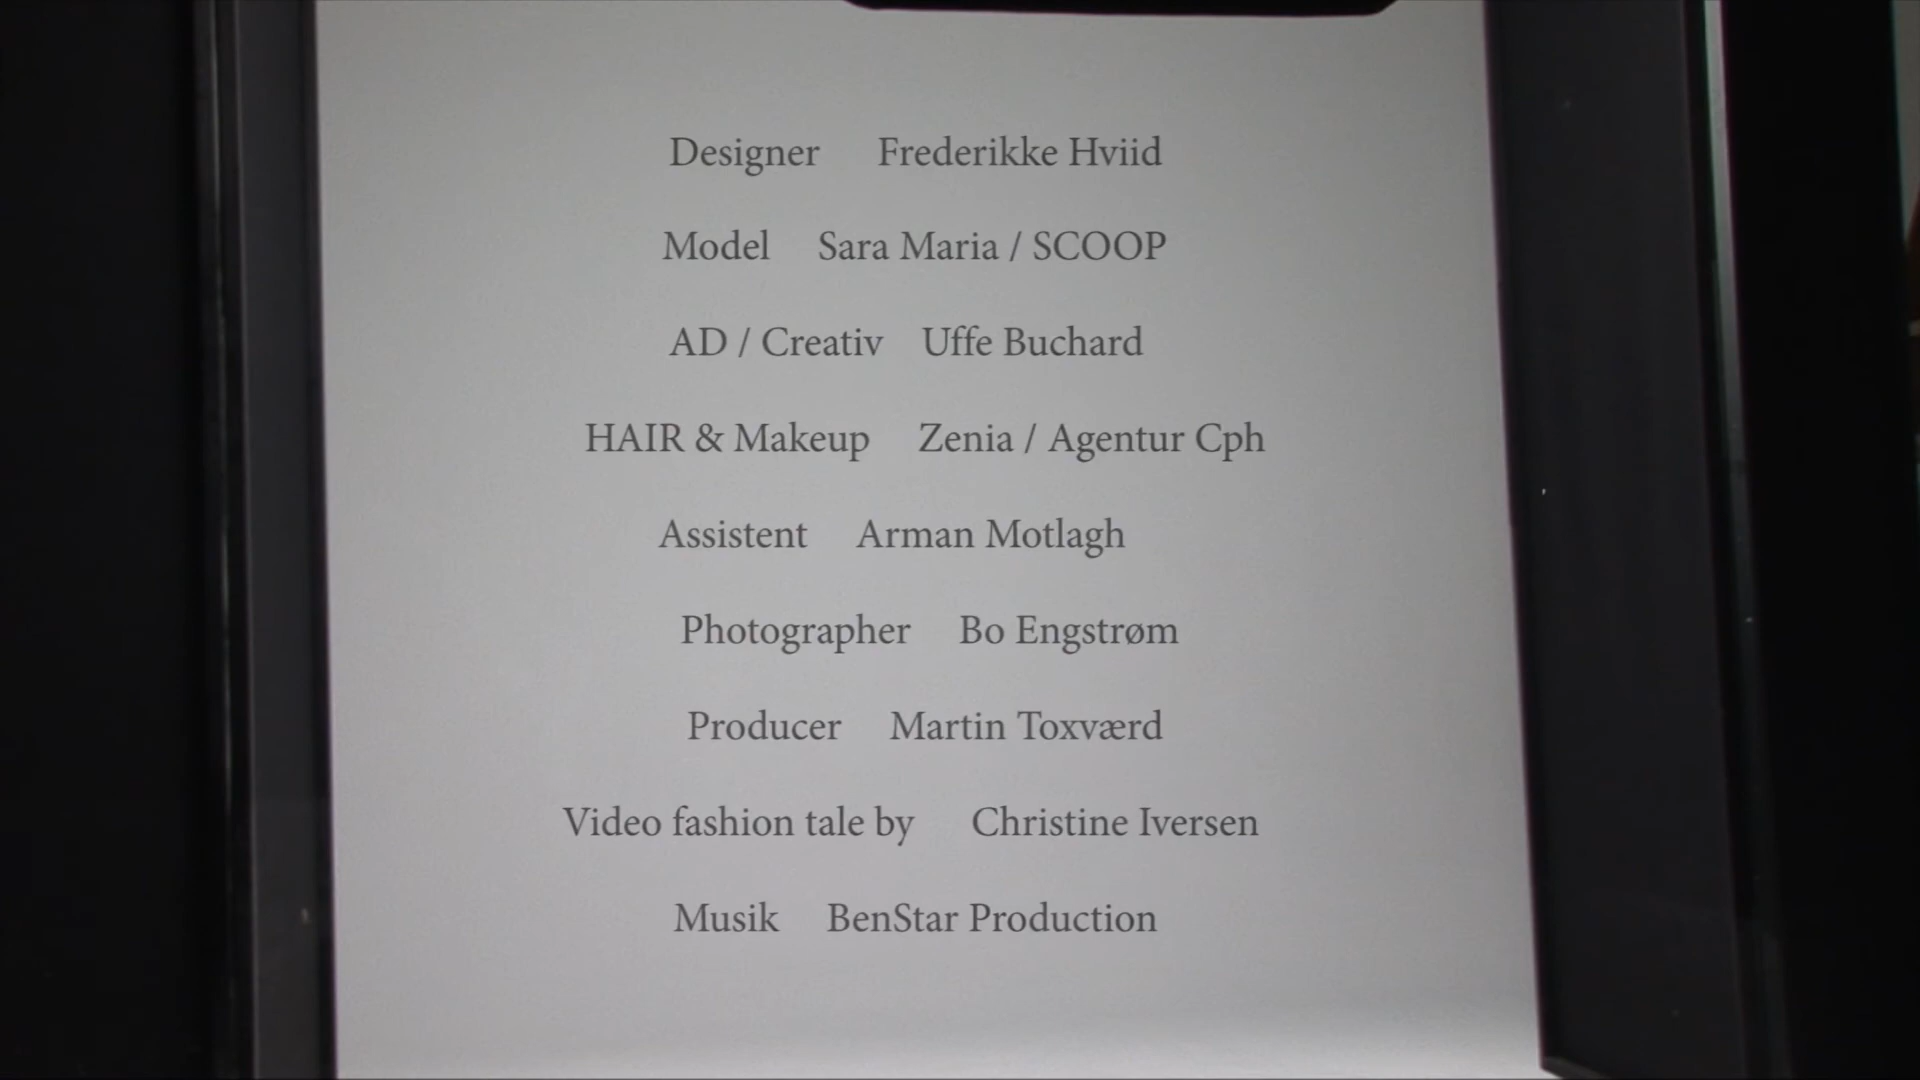 Designer Frederikke Hviid
Model Sara Maria / SCOOP
AD / Creativ Uffe Buchard
HAIR & Makeup Zenia / Agentur Cph
Assistent Arman Motlagh
Photographer Bo Engstrøm
Producer Martin Toxværd
Video fashion tale by Christine Iversen
Musik BenStar Production